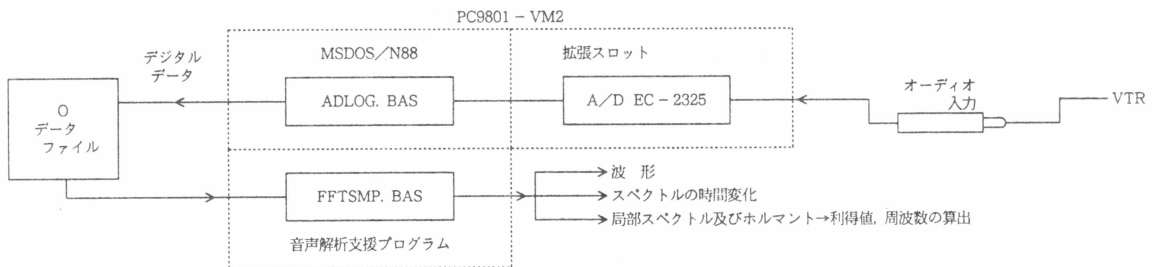 PC9801－VM2
MSDOS／N88
拡張スロット
デジタル
データ
オーディオ
入力
ADLOG. BAS
A／D EC－2325
VTR
O
データ
ファイル
FFTSMP. BAS
波　形
スペクトルの時間変化
局部スペクトル及びホルマント→利得値, 周波数の算出
音声解析支援プログラム